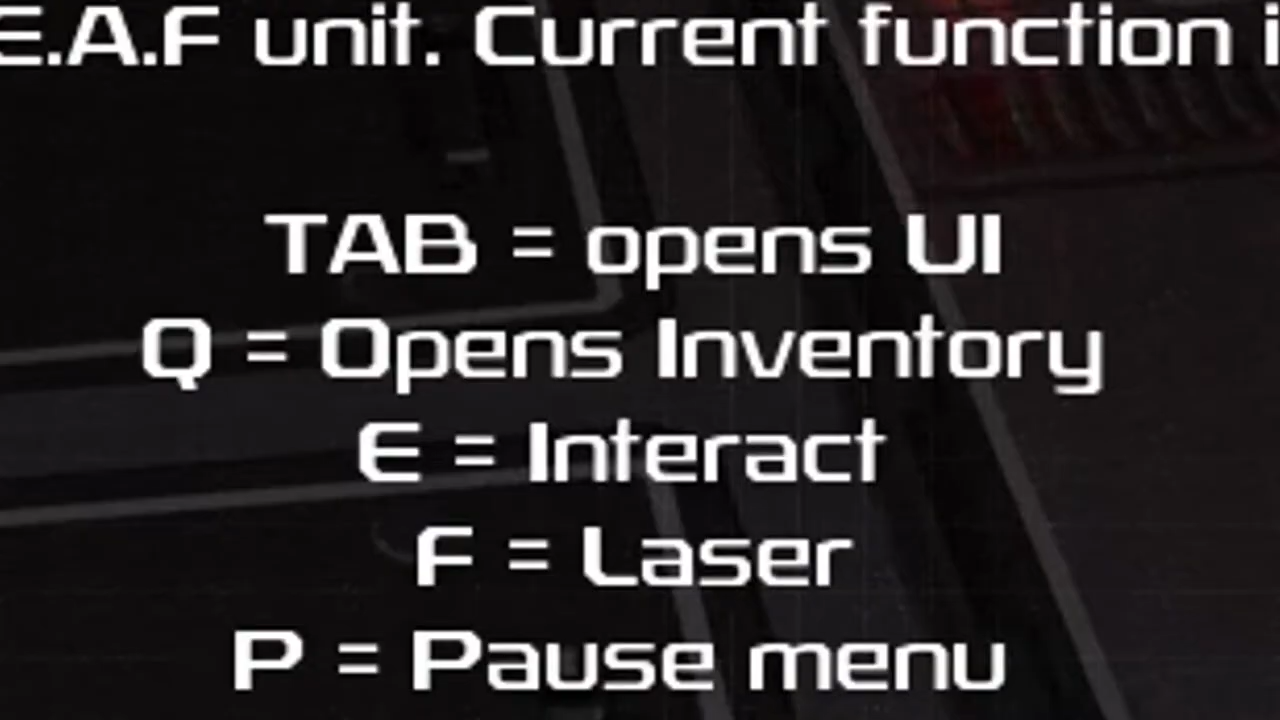 E.A.F unit. Current function i
TAB = opens UI
Q = Opens Inventory
E = Interact
F = Laser
P = Pause menu